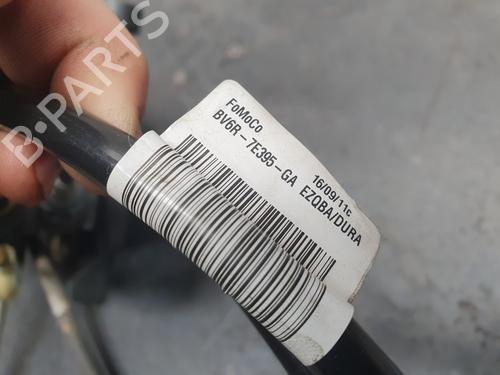 B-PARTS
FoMoCo 16/09/11c
BV6R-7E395-GA EZQBA/DURA